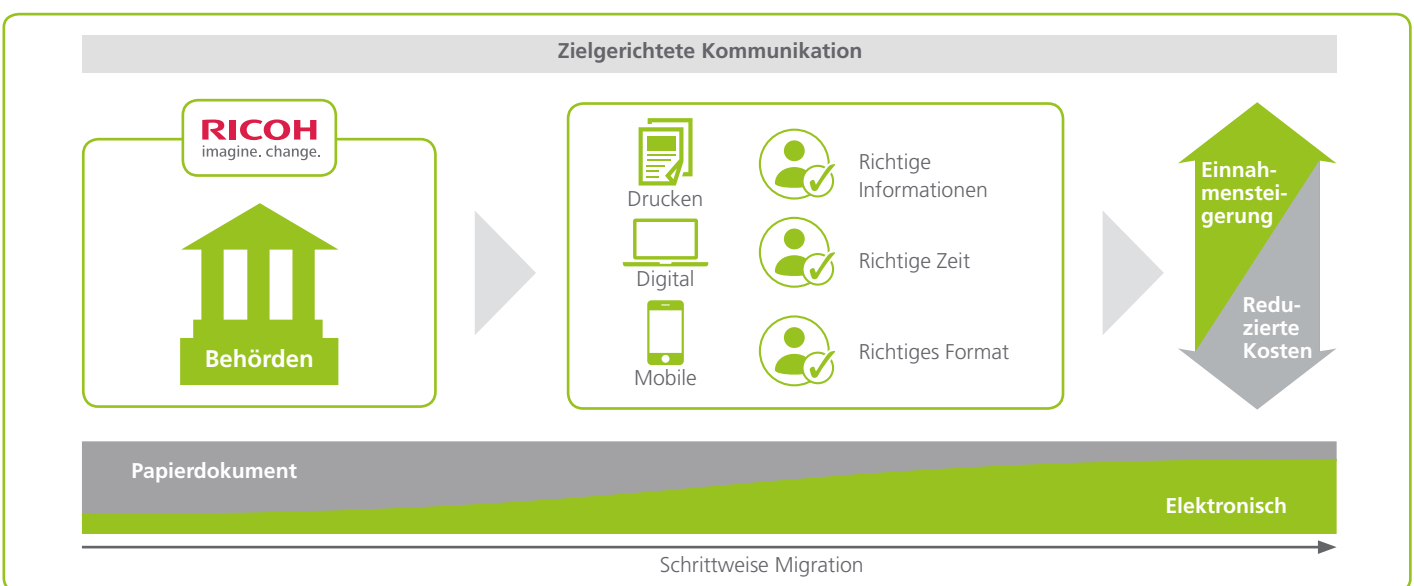 Zielgerichtete Kommunikation
RICOH
imagine. change.
Behörden
Drucken
Richtige
Informationen
Digital
Richtige Zeit
Mobile
Richtiges Format
Einnah-
mensstei-
gerung
Redu-
zierte
Kosten
Papierdokument
Elektronisch
Schrittweise Migration